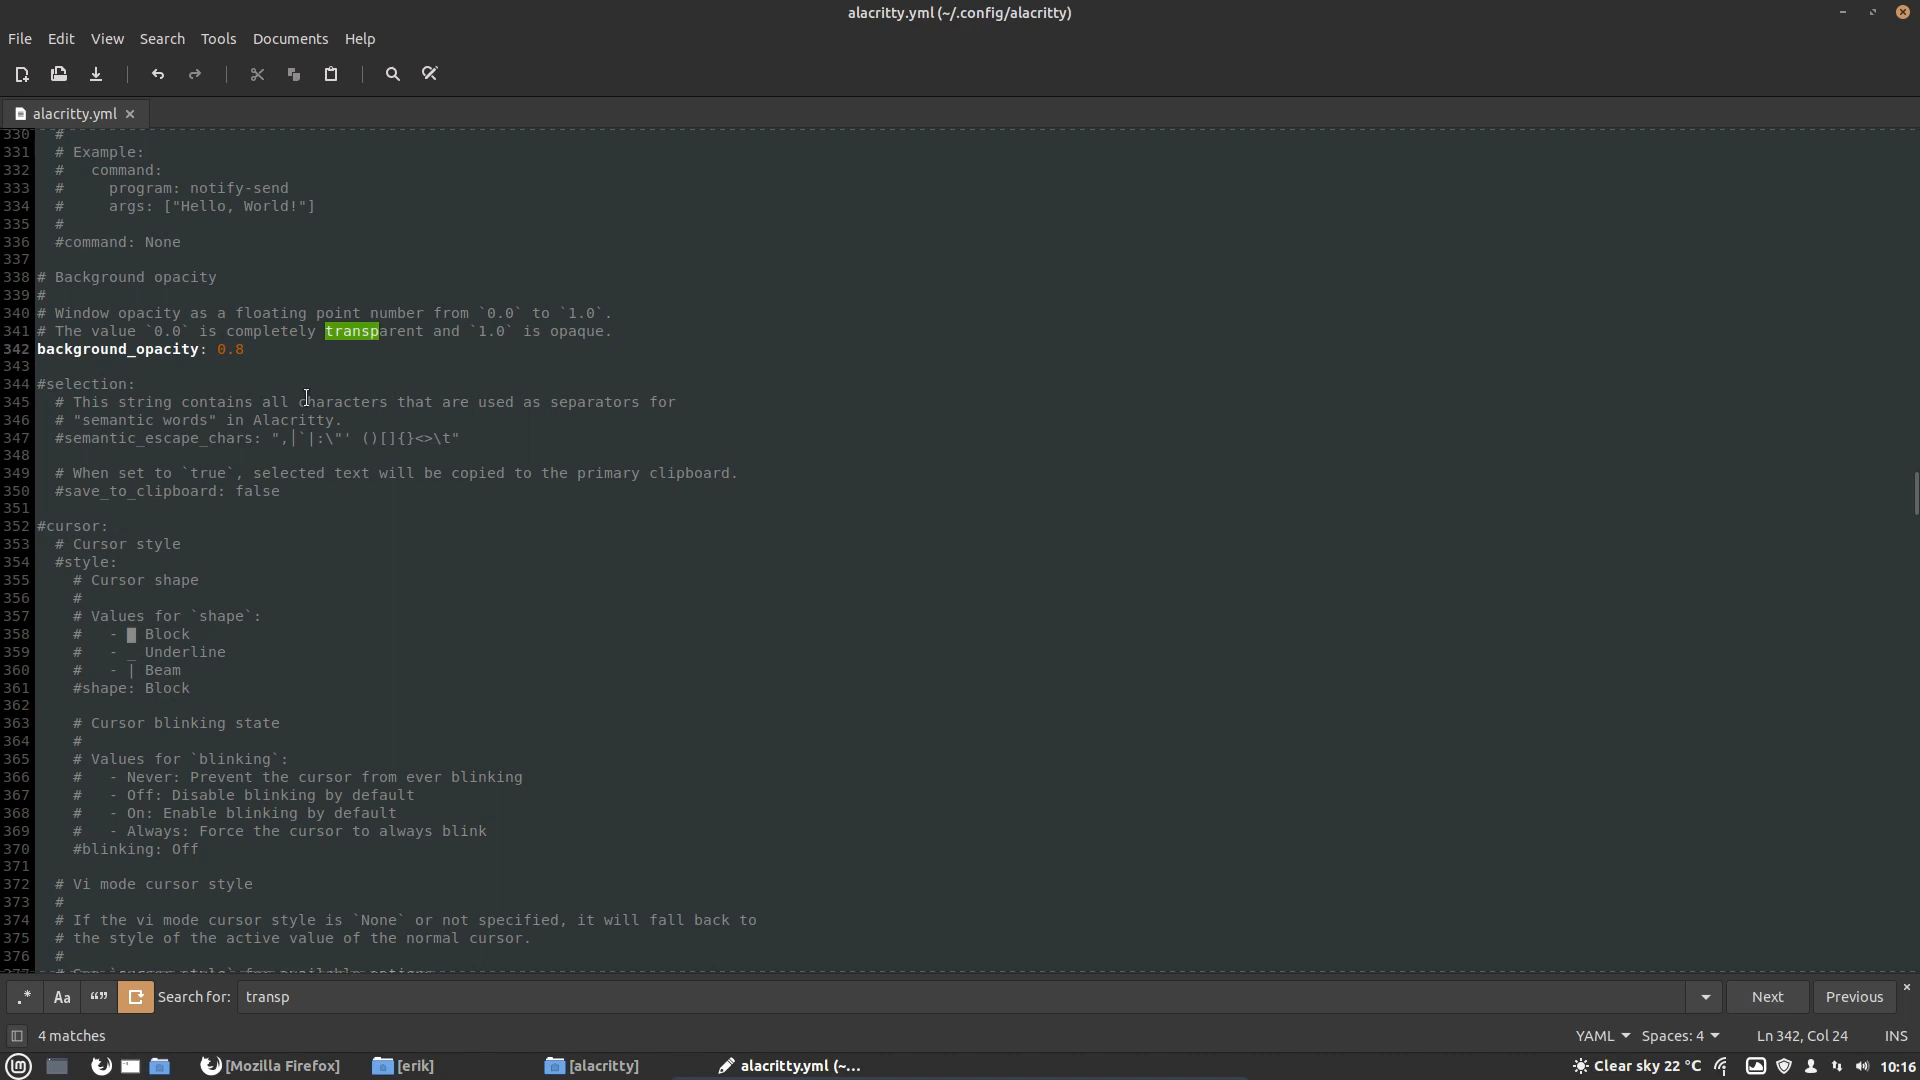 alacritty.yml (~/.config/alacritty)
File Edit View Search Tools Documents Help
alacritty.yml
330 #
331 # Example:
332 # command:
333 # program: notify-send
334 # args: ["Hello, World!"]
335 #
336 #command: None
337
338 # Background opacity
339 #
340 # Window opacity as a floating point number from `0.0` to `1.0`.
341 # The value `0.0` is completely transparent and `1.0` is opaque.
342 background_opacity: 0.8
343
344 #selection:
345 # This string contains all characters that are used as separators for
346 # "semantic words" in Alacritty.
347 #semantic_escape_chars: ",│`|:\"' ()[]{}<>\t"
348
349 # When set to `true`, selected text will be copied to the primary clipboard.
350 #save_to_clipboard: false
351
352 #cursor:
353 # Cursor style
354 #style:
355 # Cursor shape
356 #
357 # Values for `shape`:
358 # - ▇ Block
359 # - _ Underline
360 # - | Beam
361 #shape: Block
362
363 # Cursor blinking state
364 #
365 # Values for `blinking`:
366 # - Never: Prevent the cursor from ever blinking
367 # - Off: Disable blinking by default
368 # - On: Enable blinking by default
369 # - Always: Force the cursor to always blink
370 #blinking: Off
371
372 # Vi mode cursor style
373 #
374 # If the vi mode cursor style is `None` or not specified, it will fall back to
375 # the style of the active value of the normal cursor.
376 #
377 # See `cursor.style` for available options.
.* Aa “” Search for: transp Next Previous
4 matches YAML Spaces: 4 Ln 342, Col 24 INS
[Mozilla Firefox] [erik] [alacritty] alacritty.yml (~... Clear sky 22 °C 10:16